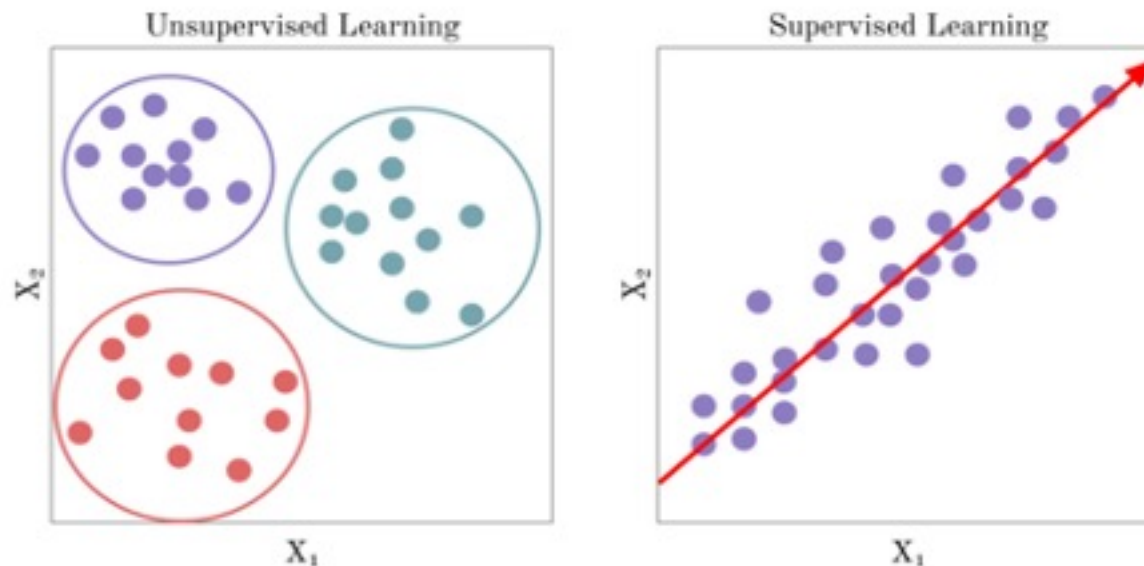 Unsupervised Learning
X₂
X₁
Supervised Learning
X₂
X₁